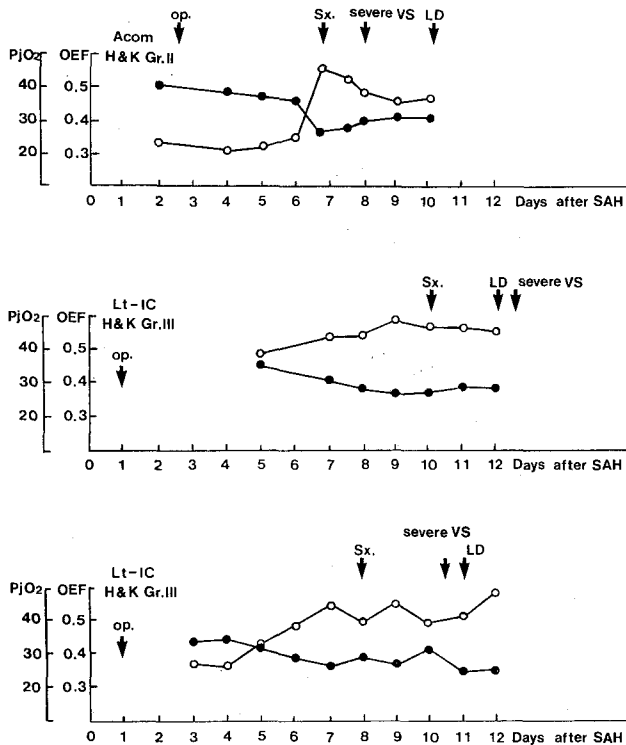 op. Sx. severe VS LD
Acom
PjO₂ OEF H&K Gr.II
40 0.5
30 0.4
20 0.3
0 1 2 3 4 5 6 7 8 9 10 11 12 Days after SAH
Sx. LD severe VS
Lt-IC
PjO₂ OEF H&K Gr.III
op.
40 0.5
30 0.4
20 0.3
0 1 2 3 4 5 6 7 8 9 10 11 12 Days after SAH
severe VS
Sx. LD
Lt-IC
PjO₂ OEF H&K Gr.III
op.
40 0.5
30 0.4
20 0.3
0 1 2 3 4 5 6 7 8 9 10 11 12 Days after SAH